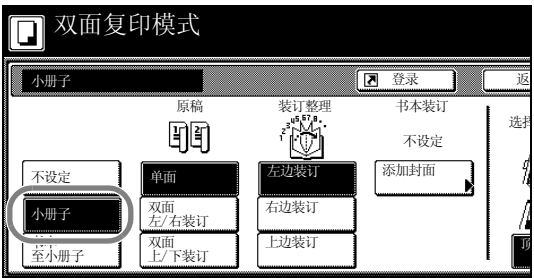 双面复印模式
小册子
登录
返
原稿
装订整理
书本装订
选择
不设定
不设定
单面
左边装订
添加封面
小册子
双面
左/右装订
右边装订
至小册子
双面
上/下装订
上边装订
顶